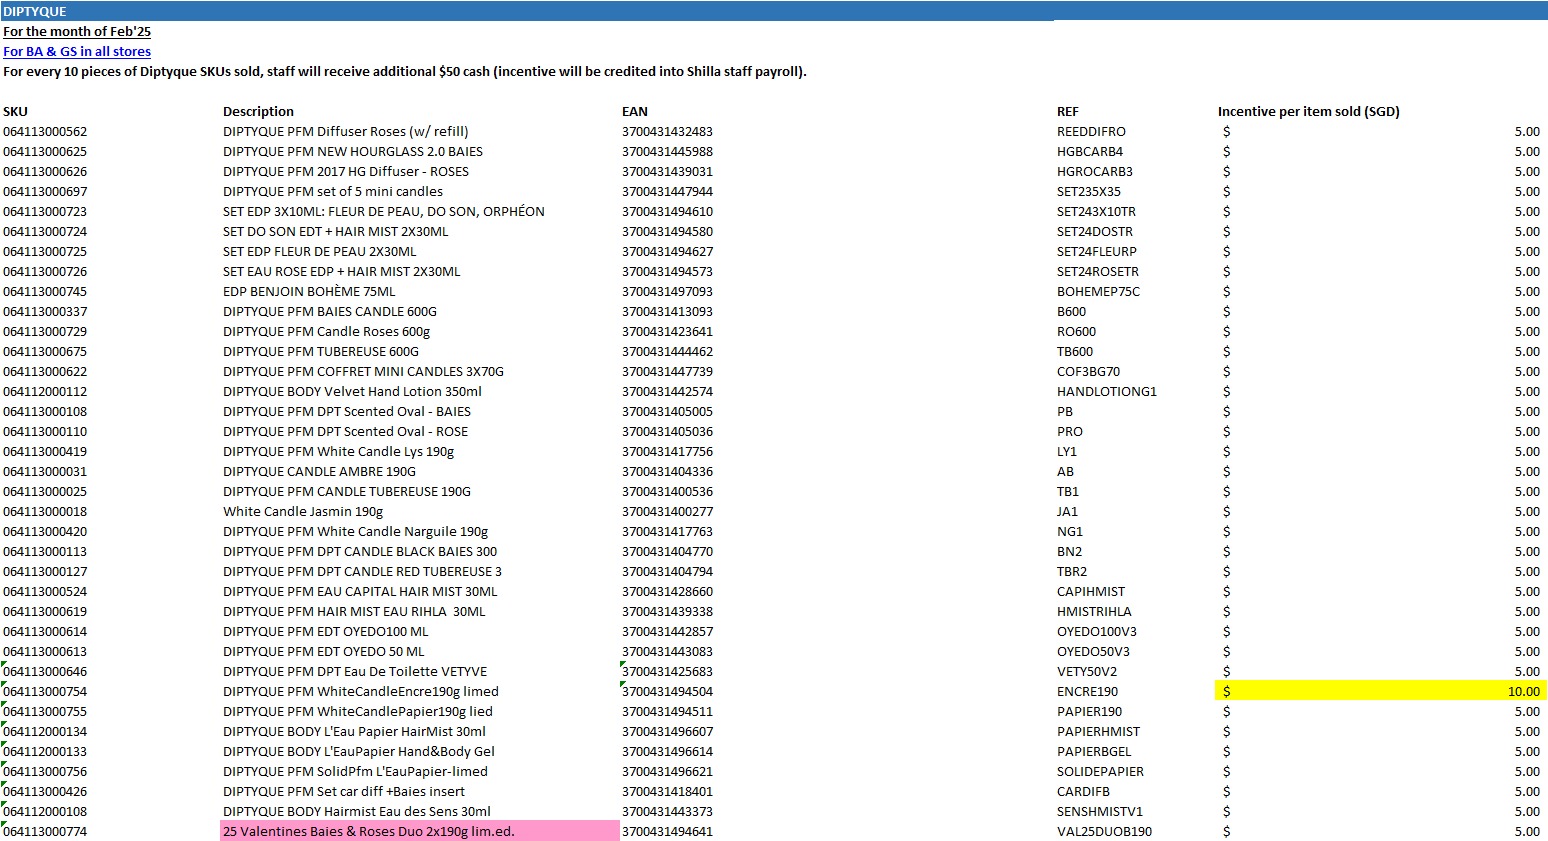 DIPTYQUE
For the month of Feb'25
For BA & GS in all stores
For every 10 pieces of Diptyque SKUs sold, staff will receive additional $50 cash (incentive will be credited into Shilla staff payroll).
SKU Description EAN REF Incentive per item sold (SGD)
064113000562 DIPTYQUE PFM Diffuser Roses (w/ refill) 3700431432483 REEDDIFRO $ 5.00
064113000625 DIPTYQUE PFM NEW HOURGLASS 2.0 BAIES 3700431445988 HGBCARB4 $ 5.00
064113000626 DIPTYQUE PFM 2017 HG Diffuser - ROSES 3700431439031 HGROCARB3 $ 5.00
064113000697 DIPTYQUE PFM set of 5 mini candles 3700431447944 SET235X35 $ 5.00
064113000723 SET EDP 3X10ML: FLEUR DE PEAU, DO SON, ORPHÉON 3700431494610 SET243X10TR $ 5.00
064113000724 SET DO SON EDT + HAIR MIST 2X30ML 3700431494580 SET24DOSTR $ 5.00
064113000725 SET EDP FLEUR DE PEAU 2X30ML 3700431494627 SET24FLEURP $ 5.00
064113000726 SET EAU ROSE EDP + HAIR MIST 2X30ML 3700431494573 SET24ROSETR $ 5.00
064113000745 EDP BENJOIN BOHÈME 75ML 3700431497093 BOHEMEP75C $ 5.00
064113000337 DIPTYQUE PFM BAIES CANDLE 600G 3700431413093 B600 $ 5.00
064113000729 DIPTYQUE PFM Candle Roses 600g 3700431423641 RO600 $ 5.00
064113000675 DIPTYQUE PFM TUBEREUSE 600G 3700431444462 TB600 $ 5.00
064113000622 DIPTYQUE PFM COFFRET MINI CANDLES 3X70G 3700431447739 COF3BG70 $ 5.00
064112000112 DIPTYQUE BODY Velvet Hand Lotion 350ml 3700431442574 HANDLOTIONG1 $ 5.00
064113000108 DIPTYQUE PFM DPT Scented Oval - BAIES 3700431405005 PB $ 5.00
064113000110 DIPTYQUE PFM DPT Scented Oval - ROSE 3700431405036 PRO $ 5.00
064113000419 DIPTYQUE PFM White Candle Lys 190g 3700431417756 LY1 $ 5.00
064113000031 DIPTYQUE CANDLE AMBRE 190G 3700431404336 AB $ 5.00
064113000025 DIPTYQUE PFM CANDLE TUBEREUSE 190G 3700431400536 TB1 $ 5.00
064113000018 White Candle Jasmin 190g 3700431400277 JA1 $ 5.00
064113000420 DIPTYQUE PFM White Candle Narguile 190g 3700431417763 NG1 $ 5.00
064113000113 DIPTYQUE PFM DPT CANDLE BLACK BAIES 300 3700431404770 BN2 $ 5.00
064113000127 DIPTYQUE PFM DPT CANDLE RED TUBEREUSE 3 3700431404794 TBR2 $ 5.00
064113000524 DIPTYQUE PFM EAU CAPITAL HAIR MIST 30ML 3700431428660 CAPIHMIST $ 5.00
064113000619 DIPTYQUE PFM HAIR MIST EAU RIHLA 30ML 3700431439338 HMISTRIHLA $ 5.00
064113000614 DIPTYQUE PFM EDT OYEDO100 ML 3700431442857 OYEDO100V3 $ 5.00
064113000613 DIPTYQUE PFM EDT OYEDO 50 ML 3700431443083 OYEDO50V3 $ 5.00
064113000646 DIPTYQUE PFM DPT Eau De Toilette VETYVE 3700431425683 VETY50V2 $ 5.00
064113000754 DIPTYQUE PFM WhiteCandleEncre190g limed 3700431494504 ENCRE190 $ 10.00
064113000755 DIPTYQUE PFM WhiteCandlePapier190g lied 3700431494511 PAPIER190 $ 5.00
064112000134 DIPTYQUE BODY L'Eau Papier HairMist 30ml 3700431496607 PAPIERHMIST $ 5.00
064112000133 DIPTYQUE BODY L'EauPapier Hand&Body Gel 3700431496614 PAPIERBGEL $ 5.00
064113000756 DIPTYQUE PFM SolidPfm L'EauPapier-limed 3700431496621 SOLIDEPAPIER $ 5.00
064113000426 DIPTYQUE PFM Set car diff +Baies insert 3700431418401 CARDIFB $ 5.00
064112000108 DIPTYQUE BODY Hairmist Eau des Sens 30ml 3700431443373 SENSHMISTV1 $ 5.00
064113000774 25 Valentines Baies & Roses Duo 2x190g lim.ed. 3700431494641 VAL25DUOB190 $ 5.00